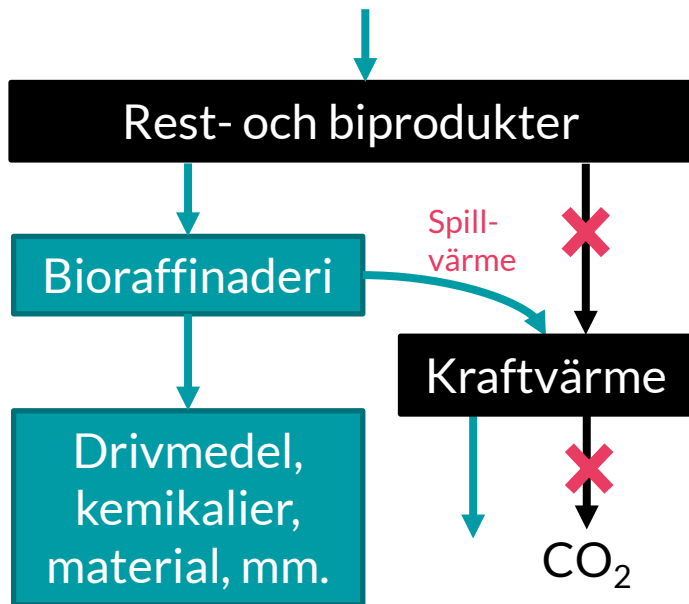 Rest- och biprodukter
Spill-
värme
Bioraffinaderi
Kraftvärme
Drivmedel,
kemikalier,
material, mm.
CO₂